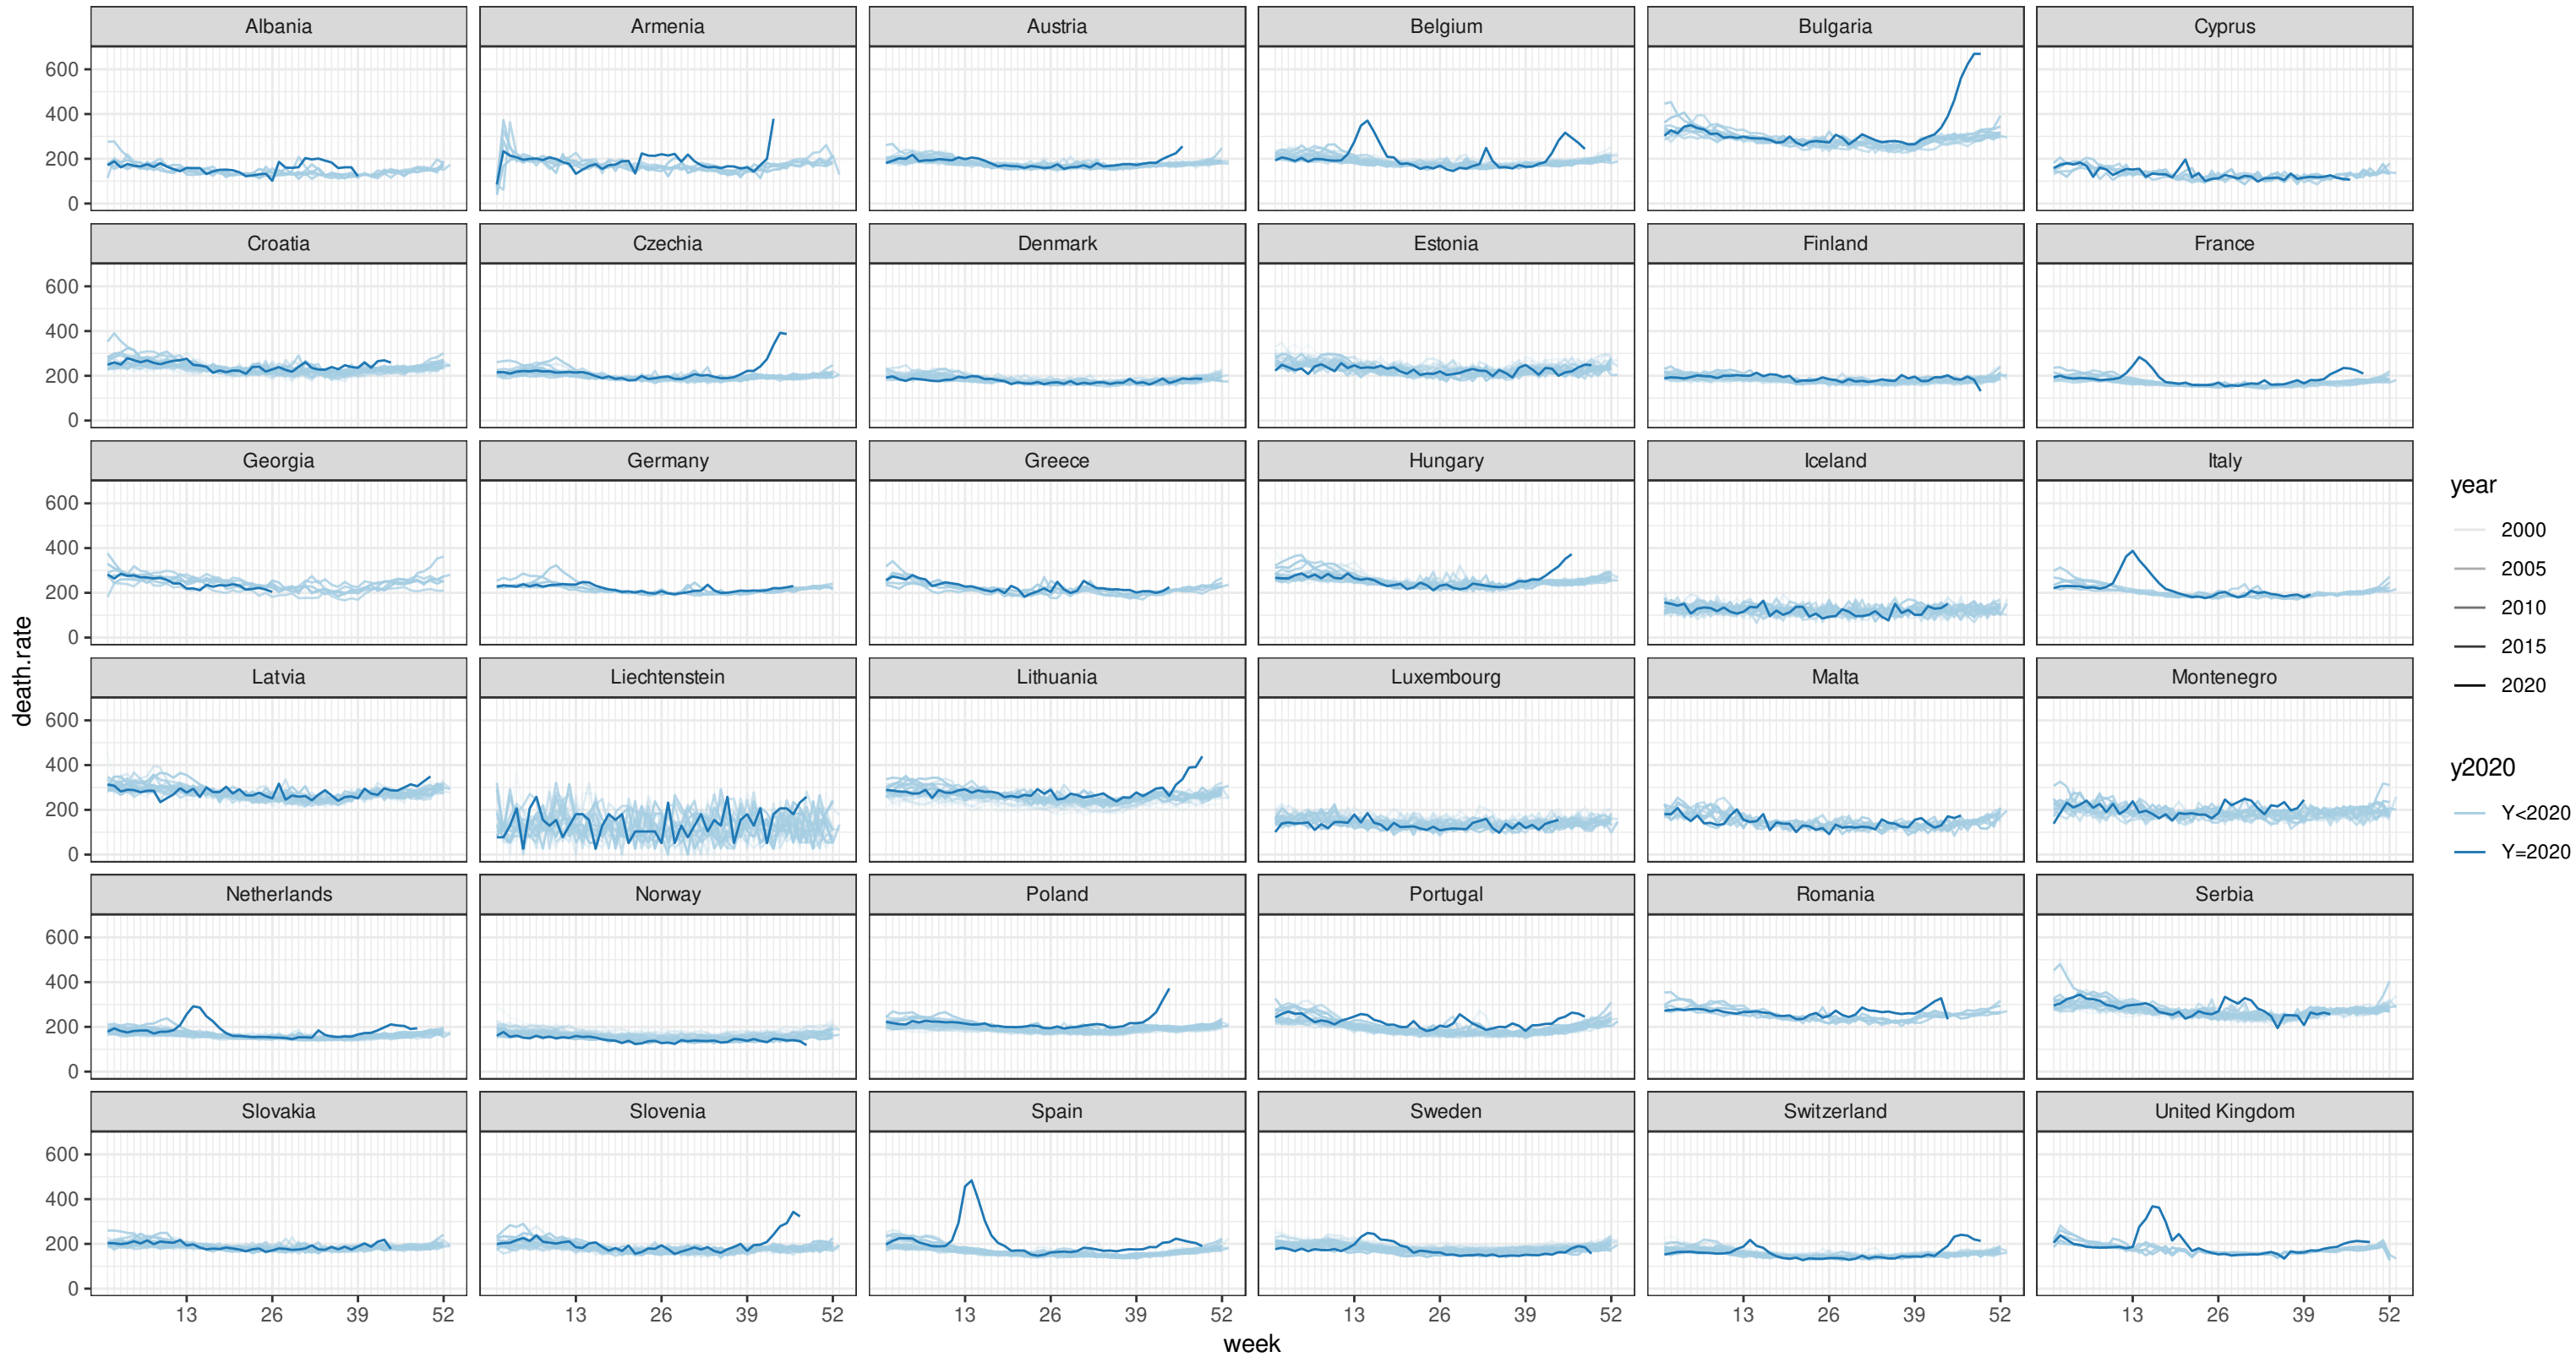 Albania Armenia Austria Belgium Bulgaria Cyprus
600
400
200
0
Croatia Czechia Denmark Estonia Finland France
600
400
200
0
Georgia Germany Greece Hungary Iceland Italy
600
400
200
0
Latvia Liechtenstein Lithuania Luxembourg Malta Montenegro
600
400
200
0
Netherlands Norway Poland Portugal Romania Serbia
600
400
200
0
Slovakia Slovenia Spain Sweden Switzerland United Kingdom
600
400
200
0
13 26 39 52 13 26 39 52 13 26 39 52 13 26 39 52 13 26 39 52 13 26 39 52
week
death.rate
year
2000
2005
2010
2015
2020
y2020
Y<2020
Y=2020